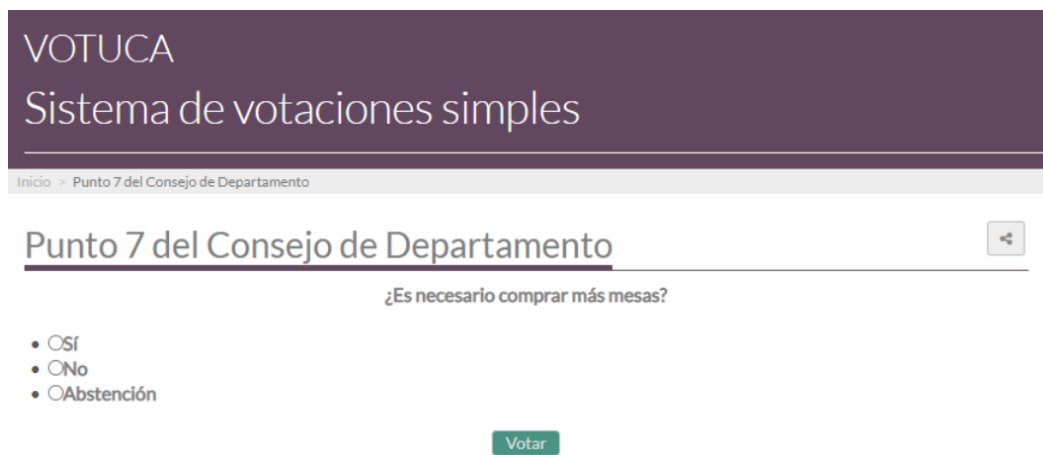 VOTUCA
Sistema de votaciones simples
Inicio > Punto 7 del Consejo de Departamento
Punto 7 del Consejo de Departamento
¿Es necesario comprar más mesas?
Sí
No
Abstención
Votar